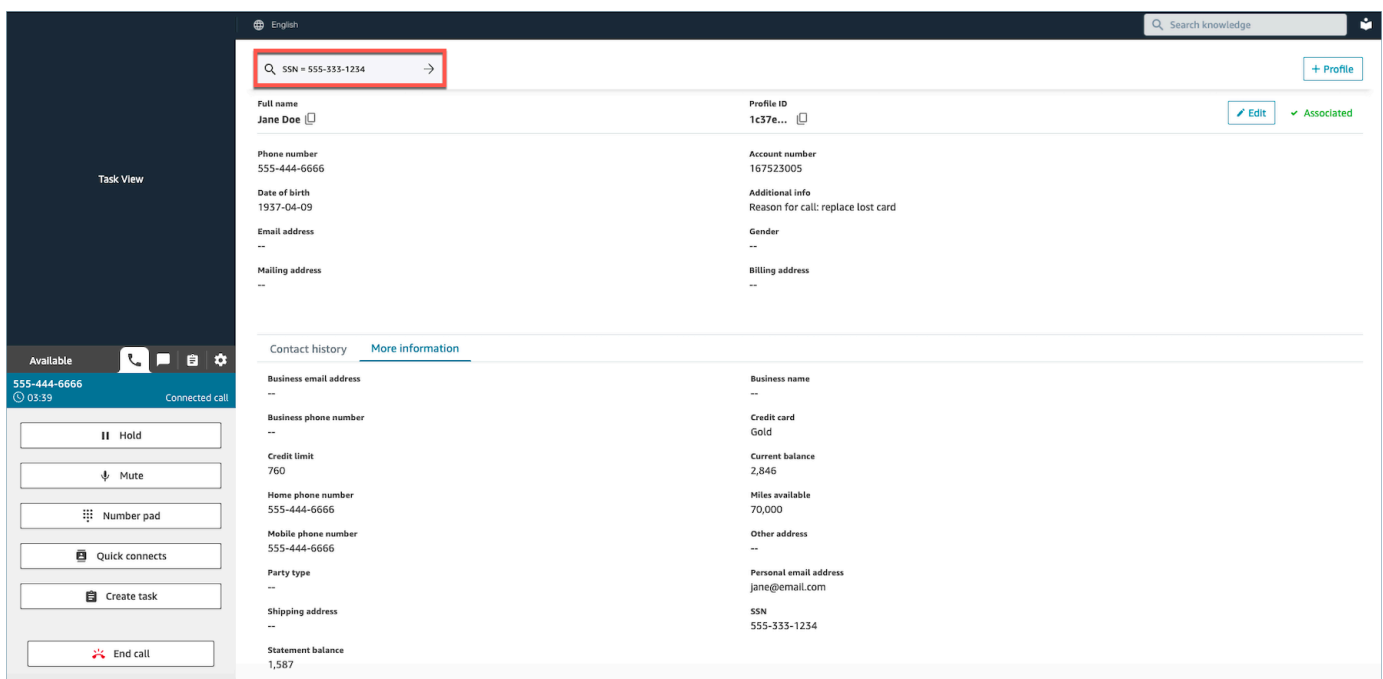 English
Search knowledge
SSN = 555-333-1234
+ Profile
Full name
Jane Doe
Profile ID
1c37e...
Edit
Associated
Phone number
555-444-6666
Account number
167523005
Task View
Date of birth
1937-04-09
Additional info
Reason for call: replace lost card
Email address
--
Gender
--
Mailing address
--
Billing address
--
Contact history
More information
Available
555-444-6666
03:39
Connected call
Hold
Mute
Number pad
Quick connects
Create task
End call
Business email address
--
Business name
--
Business phone number
--
Credit card
Gold
Credit limit
760
Current balance
2,846
Home phone number
555-444-6666
Miles available
70,000
Mobile phone number
555-444-6666
Other address
--
Party type
--
Personal email address
jane@email.com
Shipping address
--
SSN
555-333-1234
Statement balance
1,587